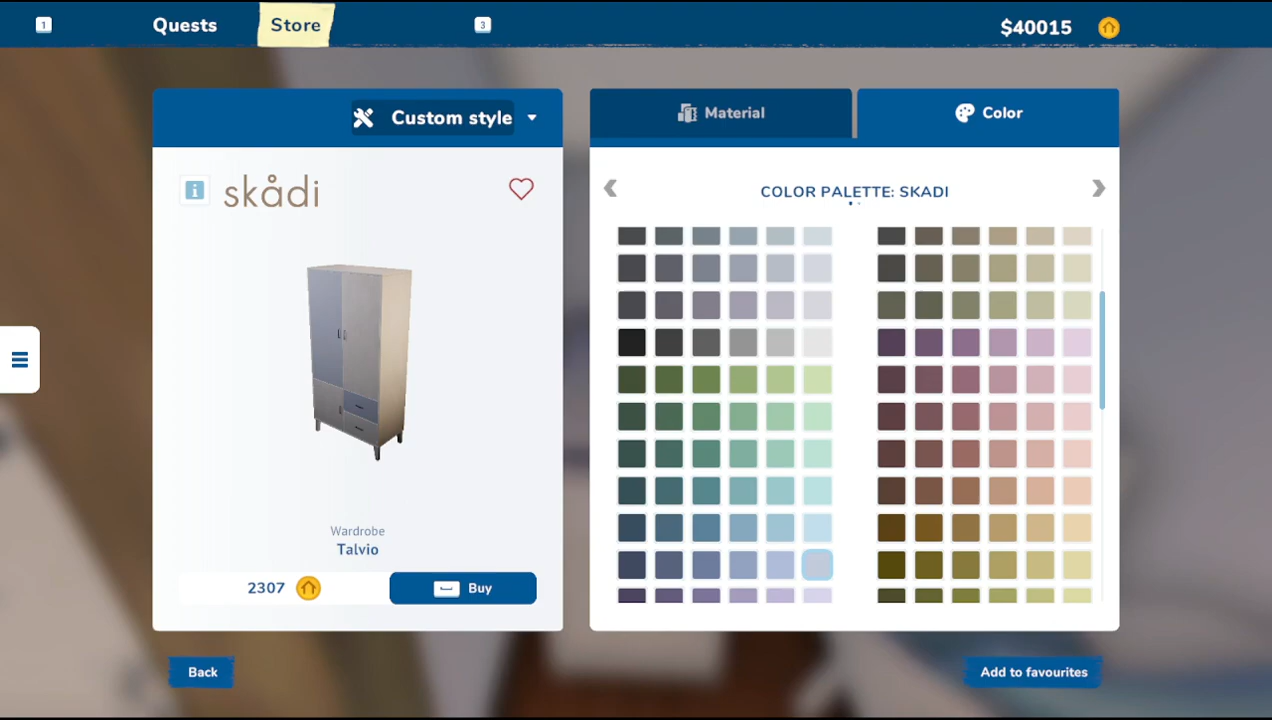 1
Quests
Store
3
$40015
Custom style
Material
Color
i
skådi
COLOR PALETTE: SKADI
Wardrobe
Talvio
2307
Buy
Back
Add to favourites